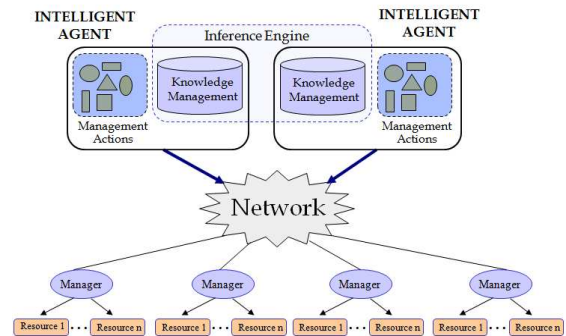 INTELLIGENT
AGENT
Inference Engine
INTELLIGENT
AGENT
Knowledge
Management
Management
Actions
Knowledge
Management
Management
Actions
Network
Manager
Manager
Manager
Manager
Resource 1 ••• Resource n
Resource 1 ••• Resource n
Resource 1 ••• Resource n
Resource 1 ••• Resource n